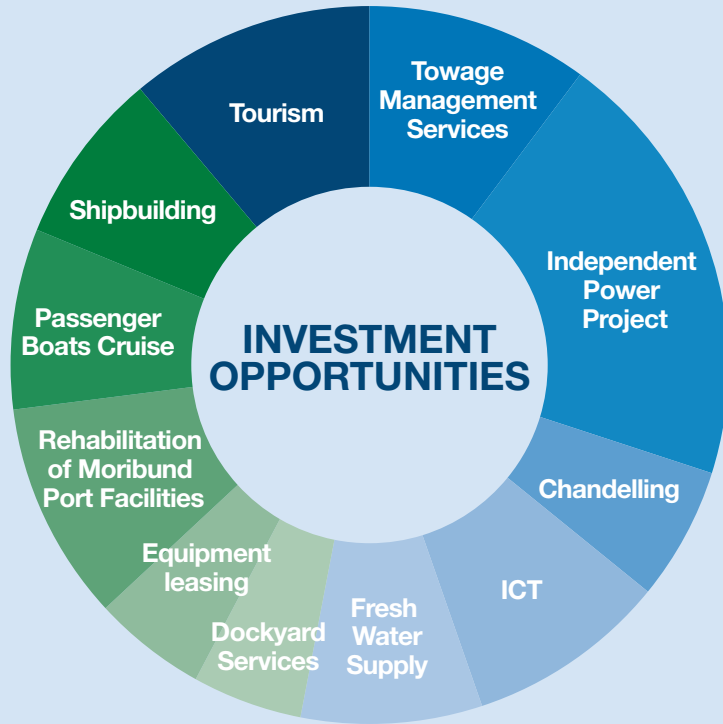 INVESTMENT
OPPORTUNITIES
Towage
Management
Services
Independent
Power
Project
Chandelling
ICT
Fresh
Water
Supply
Dockyard
Services
Equipment
leasing
Rehabilitation
of Moribund
Port Facilities
Passenger
Boats Cruise
Shipbuilding
Tourism